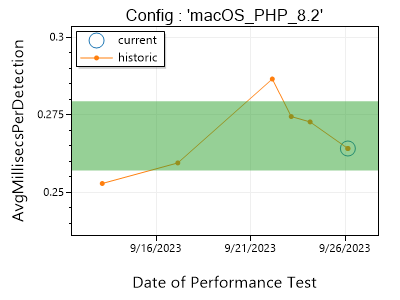 Config : 'macOS_PHP_8.2'
current
historic
0.3
0.275
0.25
AvgMillisecsPerDetection
9/16/2023 9/21/2023 9/26/2023
Date of Performance Test